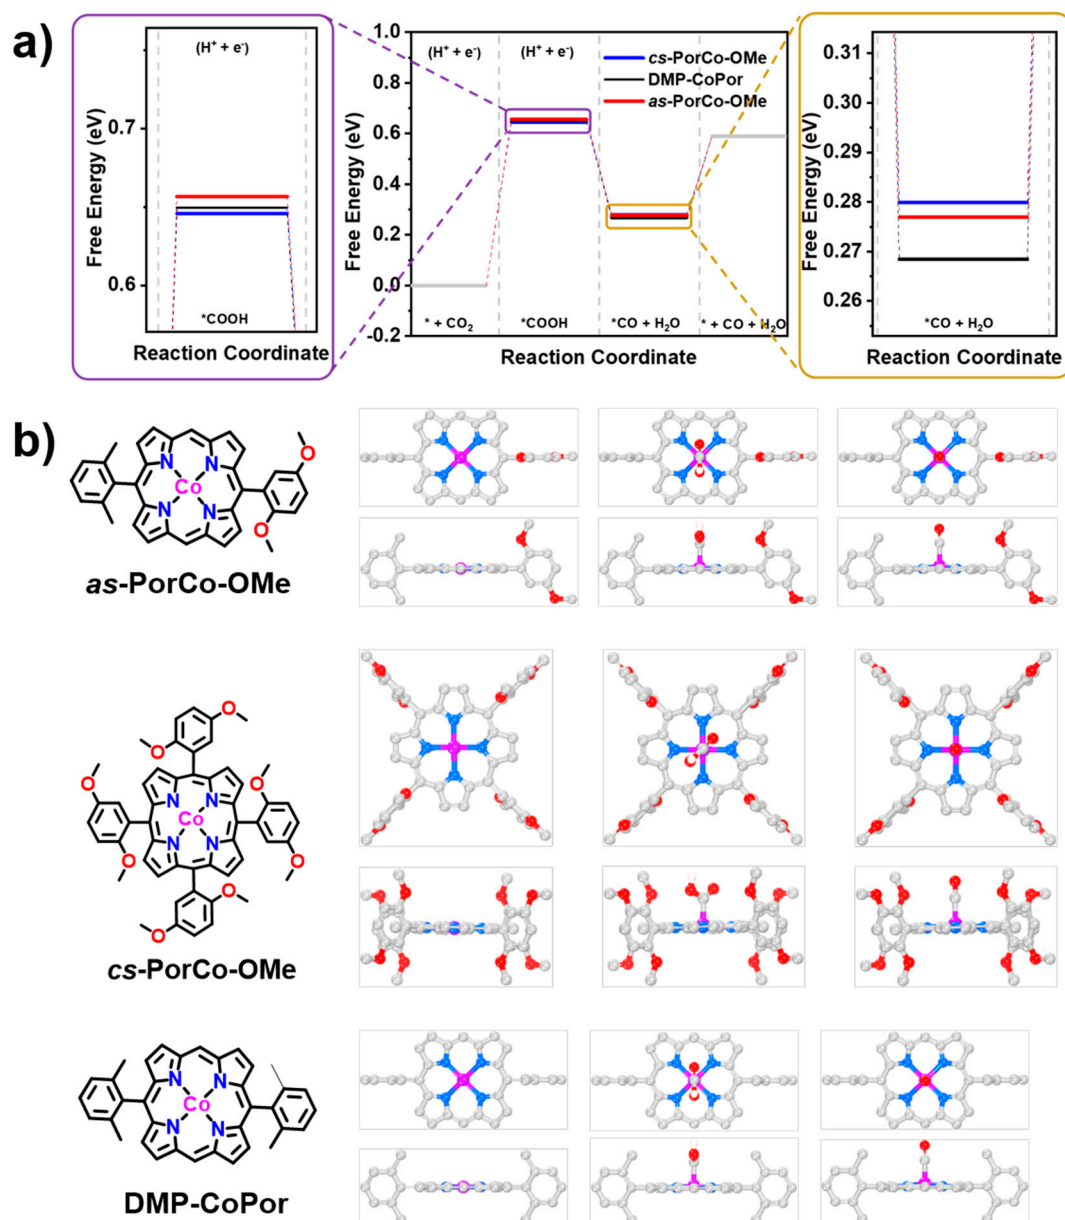 a)
(H⁺ + e⁻)
0.7
0.6
Free Energy (eV)
*COOH
Reaction Coordinate
1.0
0.8
0.6
0.4
0.2
0.0
-0.2
Free Energy (eV)
(H⁺ + e⁻)
(H⁺ + e⁻)
cs-PorCo-OMe
DMP-CoPor
as-PorCo-OMe
* + CO₂
*COOH
*CO + H₂O
* + CO + H₂O
Reaction Coordinate
0.31
0.30
0.29
0.28
0.27
0.26
Free Energy (eV)
*CO + H₂O
Reaction Coordinate
b)
O
N
N
Co
N
N
O
as-PorCo-OMe
O
O
O
O
N
N
Co
N
N
O
O
O
O
cs-PorCo-OMe
N
N
Co
N
N
DMP-CoPor